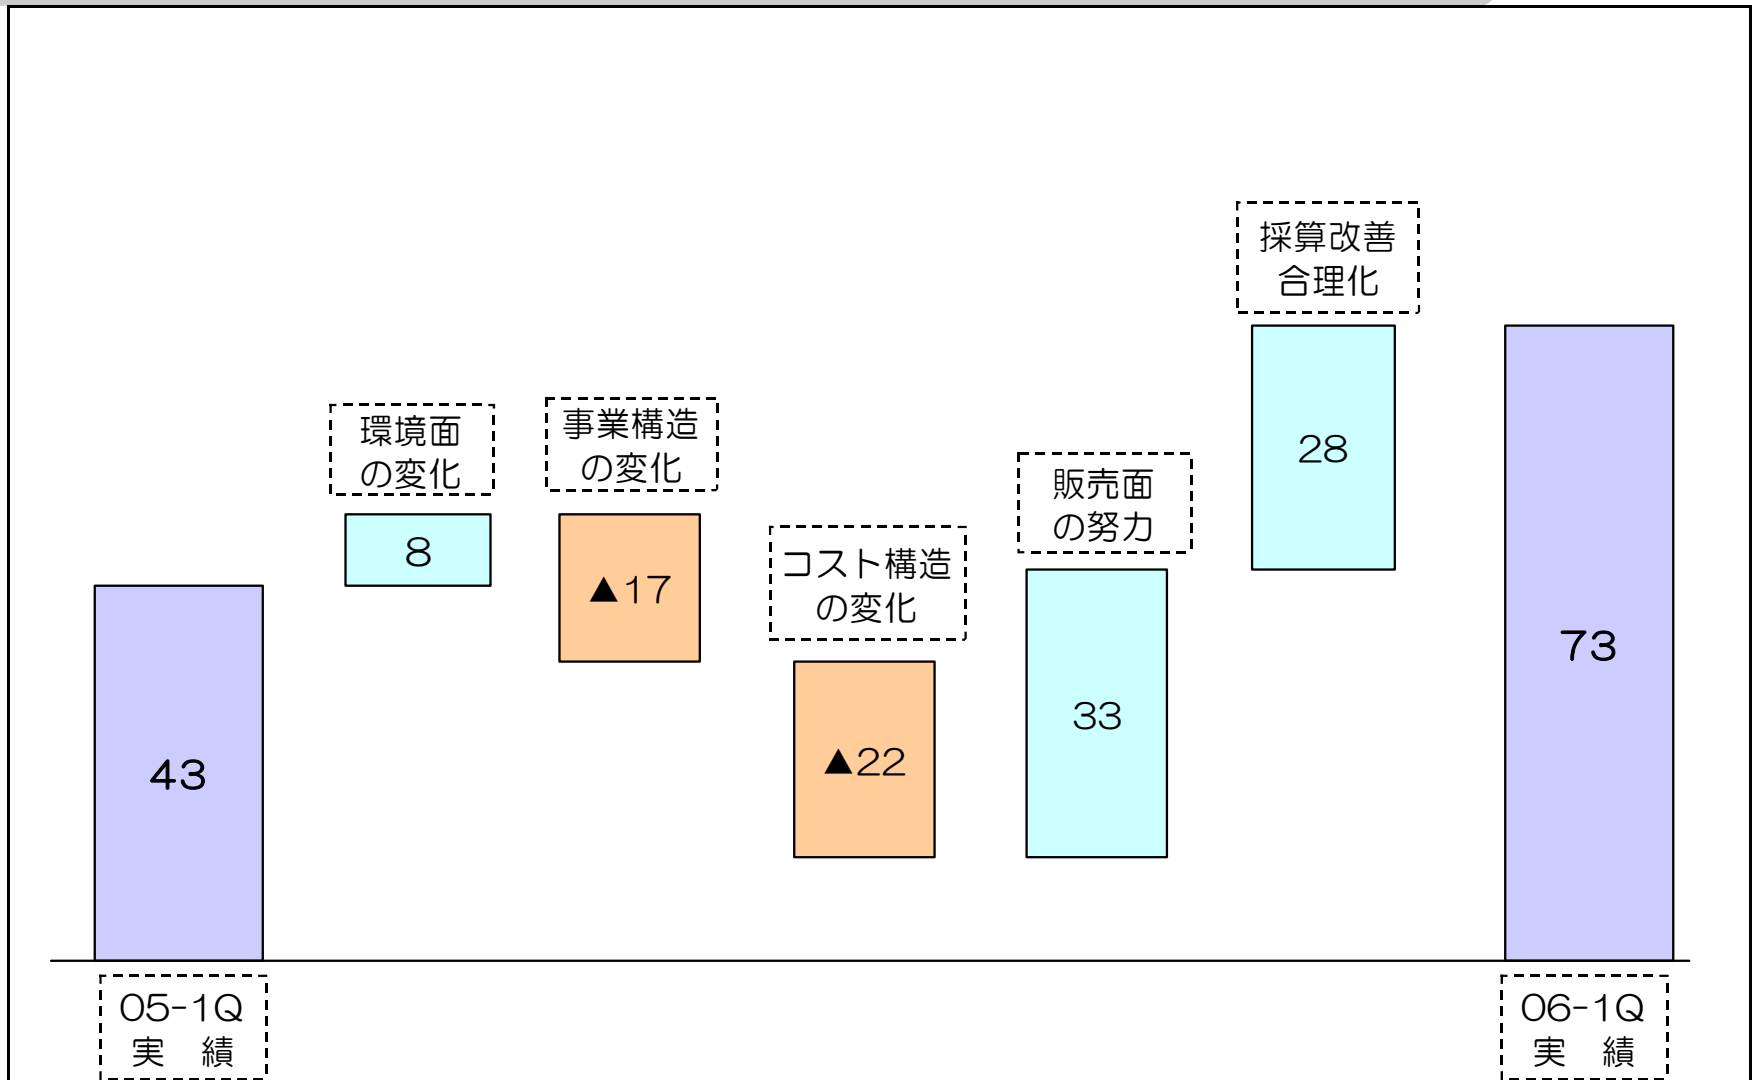 採算改善
合理化
環境面
の変化
事業構造
の変化
販売面
の努力
コスト構造
の変化
28
8
▲17
▲22
33
43
73
05-1Q
実　績
06-1Q
実　績